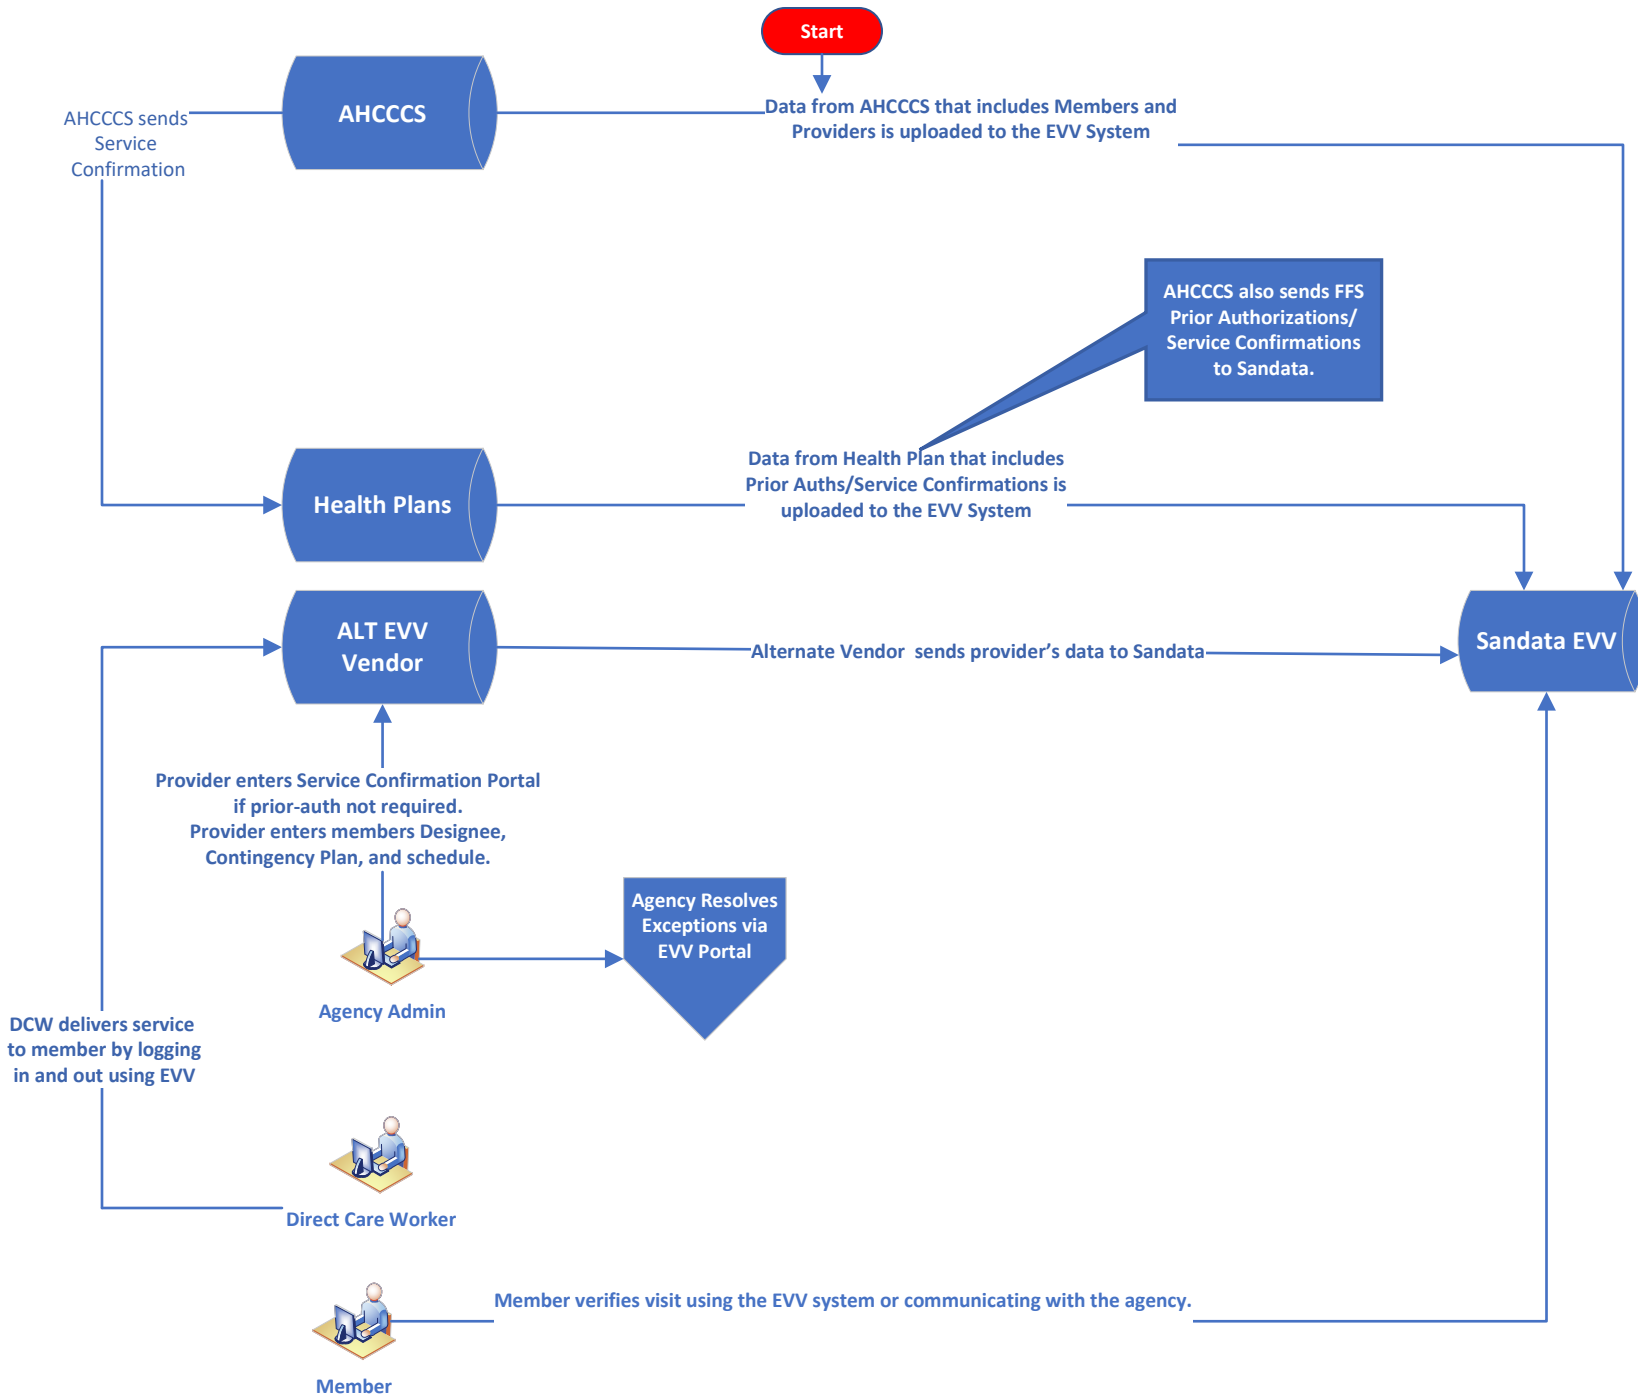 Start
AHCCCS
Data from AHCCCS that includes Members and
Providers is uploaded to the EVV System
AHCCCS sends
Service
Confirmation
AHCCCS also sends FFS
Prior Authorizations/
Service Confirmations
to Sandata.
Health Plans
Data from Health Plan that includes
Prior Auths/Service Confirmations is
uploaded to the EVV System
ALT EVV
Vendor
Alternate Vendor  sends provider’s data to Sandata
Sandata EVV
Provider enters Service Confirmation Portal
if prior-auth not required.
Provider enters members Designee,
Contingency Plan, and schedule.
Agency Resolves
Exceptions via
EVV Portal
Agency Admin
DCW delivers service
to member by logging
in and out using EVV
Direct Care Worker
Member verifies visit using the EVV system or communicating with the agency.
Member